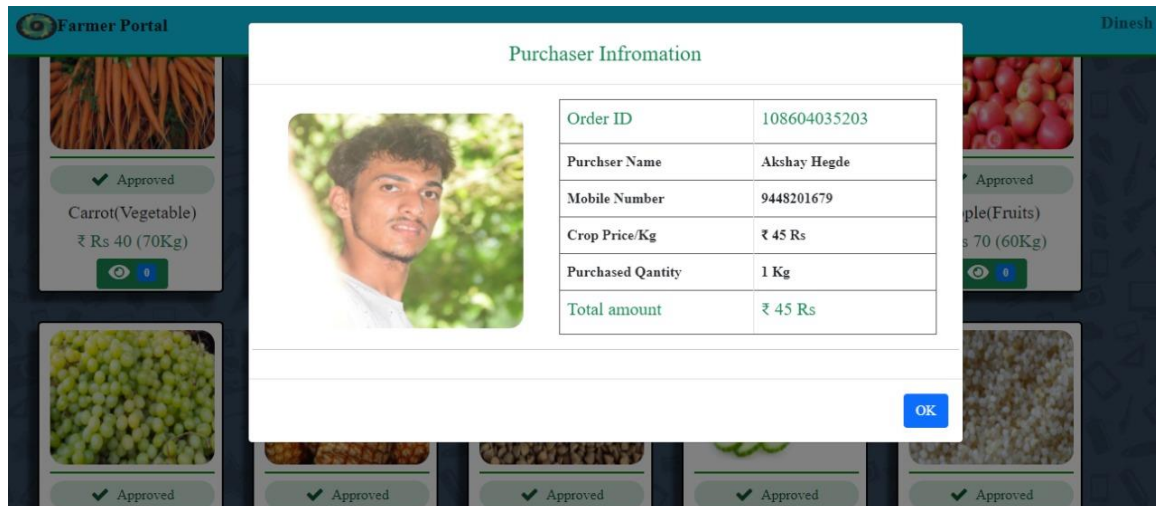 Farmer Portal
Dinesh
Purchaser Infromation
Order ID 108604035203
Purchser Name Akshay Hegde
Mobile Number 9448201679
Crop Price/Kg ₹ 45 Rs
Purchased Qantity 1 Kg
Total amount ₹ 45 Rs
OK
Approved
Carrot(Vegetable)
₹ Rs 40 (70Kg)
0
Approved
ple(Fruits)
s 70 (60Kg)
0
Approved
Approved
Approved
Approved
Approved